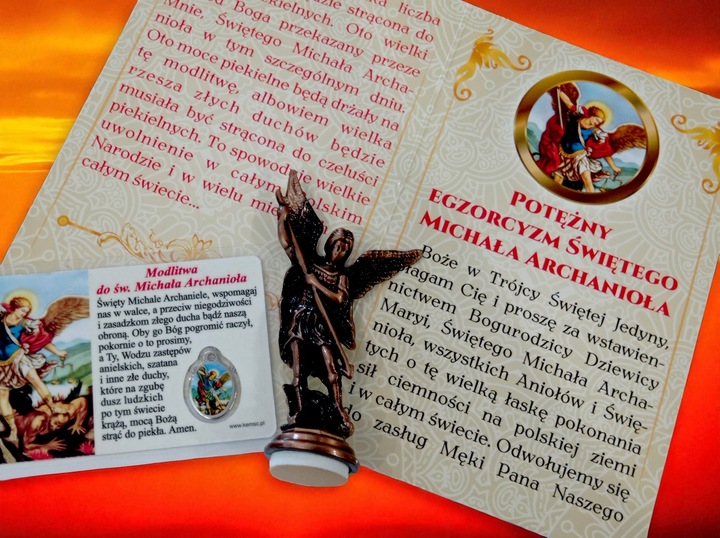 liczba
dzie strącona do
kielnych. Oto wielki
d Boga przekazany przeze
Mnie, Świętego Michała Archa-
nioła w tym szczególnym dniu.
Oto moce piekielne będą drżały na
tę modlitwę, albowiem wielka
rzesza złych duchów będzie
musiała być strącona do czeluści
piekielnych. To spowoduje wielkie
uwolnienie w całym Polskim
Narodzie i w wielu
całym świecie...
POTĘŻNY
EGZORCYZM ŚWIĘTEGO
MICHAŁA ARCHANIOŁA
Boże w Trójcy Świętej Jedyny,
błagam Cię i proszę za wstawien-
nictwem Bogurodzicy Dziewicy
Maryi, Świętego Michała Archa-
nioła, wszystkich Aniołów i Świę-
tych o tę wielką łaskę pokonania
sił ciemności na polskiej ziemi
i w całym świecie. Odwołujemy się
do zasług Męki Pana Naszego
Modlitwa
do św. Michała Archanioła
Święty Michale Archaniele, wspomagaj
nas w walce, a przeciw niegodziwości
i zasadzkom złego ducha bądź naszą
obroną. Oby go Bóg pogromić raczył,
pokornie o to prosimy,
a Ty, Wodzu zastępów
anielskich, szatana
i inne złe duchy,
które na zgubę
dusz ludzkich
po tym świecie
krążą, mocą Bożą
strąć do piekła. Amen.
www.kemsc.pl